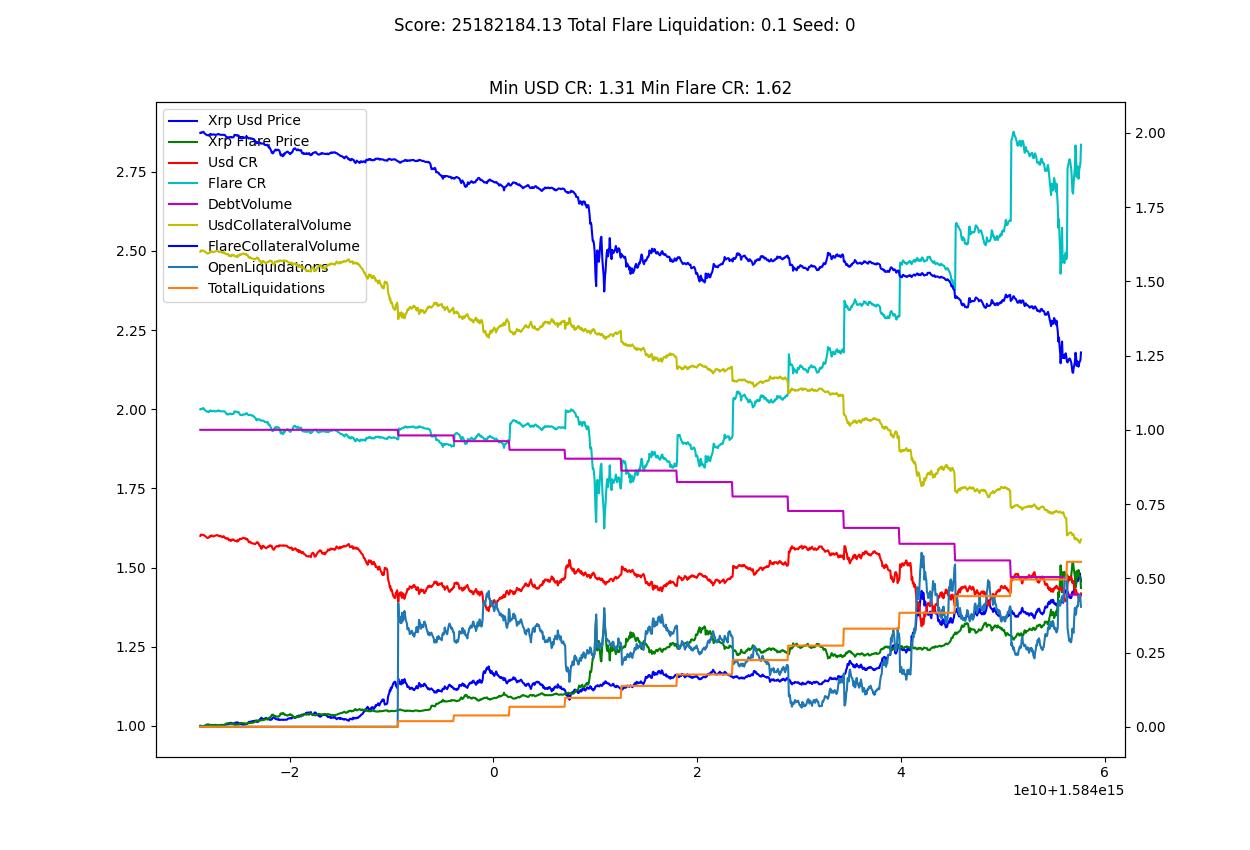 Score: 25182184.13 Total Flare Liquidation: 0.1 Seed: 0
Min USD CR: 1.31 Min Flare CR: 1.62
Xrp Usd Price
Xrp Flare Price
Usd CR
Flare CR
DebtVolume
UsdCollateralVolume
FlareCollateralVolume
OpenLiquidations
TotalLiquidations
2.75
2.50
2.25
2.00
1.75
1.50
1.25
1.00
2.00
1.75
1.50
1.25
1.00
0.75
0.50
0.25
0.00
−2
0
2
4
6
1e10+1.584e15